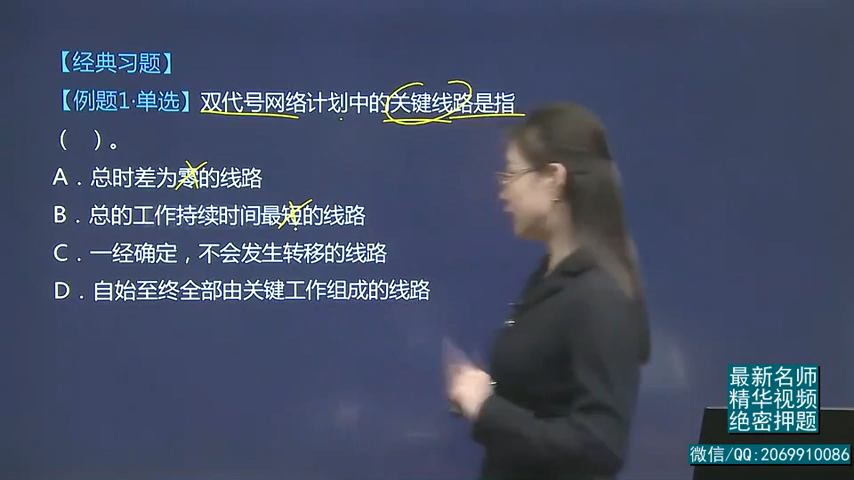 【经典习题】
【例题1·单选】双代号网络计划中的关键线路是指
（ ）。
A．总时差为零的线路
B．总的工作持续时间最短的线路
C．一经确定，不会发生转移的线路
D．自始至终全部由关键工作组成的线路
最新名师
精华视频
绝密押题
微信/QQ:2069910086